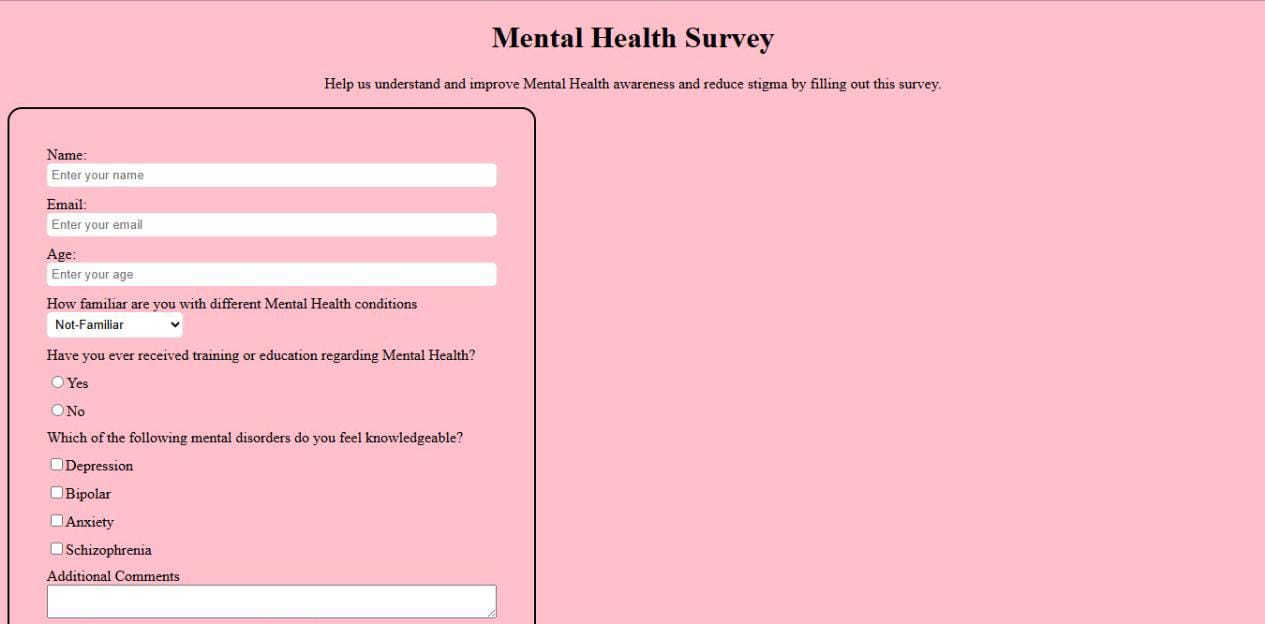 Mental Health Survey
Help us understand and improve Mental Health awareness and reduce stigma by filling out this survey.
Name:
Enter your name
Email:
Enter your email
Age:
Enter your age
How familiar are you with different Mental Health conditions
Not-Familiar
Have you ever received training or education regarding Mental Health?
Yes
No
Which of the following mental disorders do you feel knowledgeable?
Depression
Bipolar
Anxiety
Schizophrenia
Additional Comments